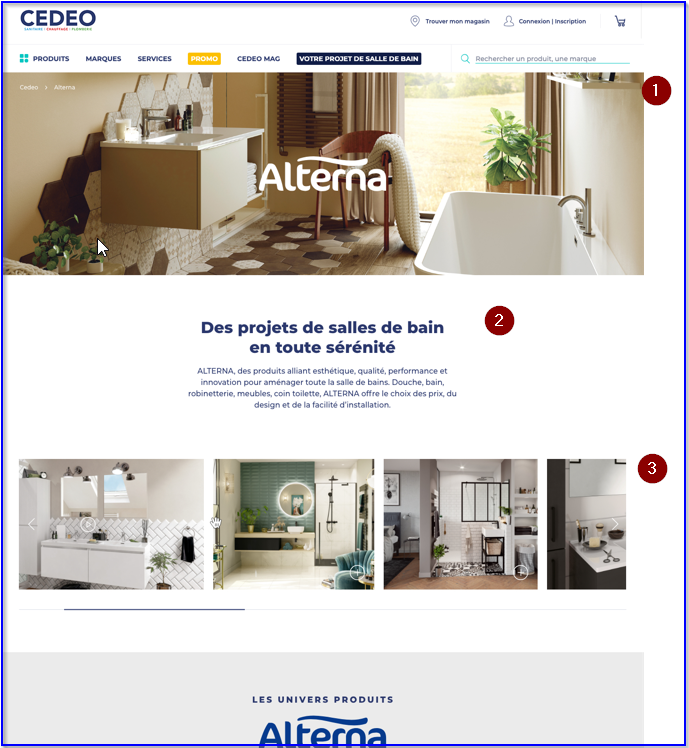 CEDEO
SANITAIRE | CHAUFFAGE | PLOMBERIE
Trouver mon magasin
Connexion | Inscription
PRODUITS
MARQUES
SERVICES
PROMO
CEDEO MAG
VOTRE PROJET DE SALLE DE BAIN
Rechercher un produit, une marque
Cedeo > Alterna
1
Alterna
2
Des projets de salles de bain
en toute sérénité
ALTERNA, des produits alliant esthétique, qualité, performance et
innovation pour aménager toute la salle de bains. Douche, bain,
robinetterie, meubles, coin toilette, ALTERNA offre le choix des prix, du
design et de la facilité d'installation.
3
LES UNIVERS PRODUITS
Alterna